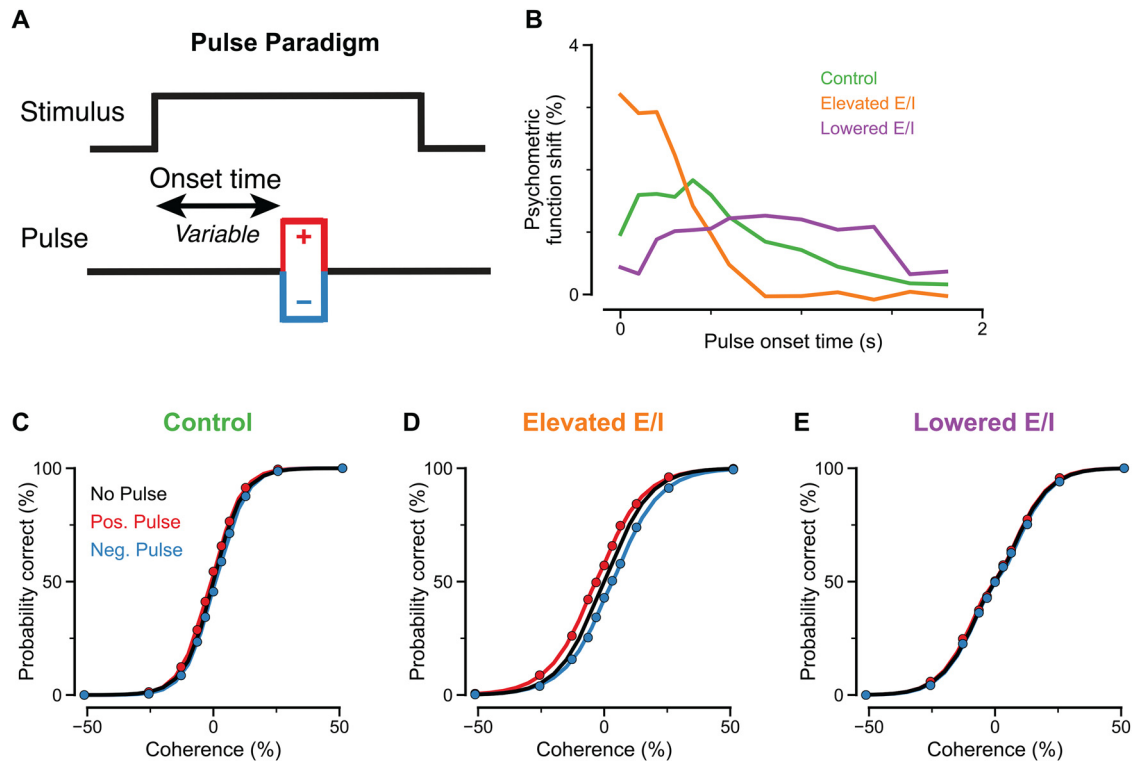 A
Pulse Paradigm
Stimulus
Onset time
Variable
Pulse
+
−
B
4
0
Psychometric
function shift (%)
Control
Elevated E/I
Lowered E/I
0
2
Pulse onset time (s)
C
Control
100
50
0
Probability correct (%)
No Pulse
Pos. Pulse
Neg. Pulse
−50
0
50
Coherence (%)
D
Elevated E/I
100
50
0
Probability correct (%)
−50
0
50
Coherence (%)
E
Lowered E/I
100
50
0
Probability correct (%)
−50
0
50
Coherence (%)